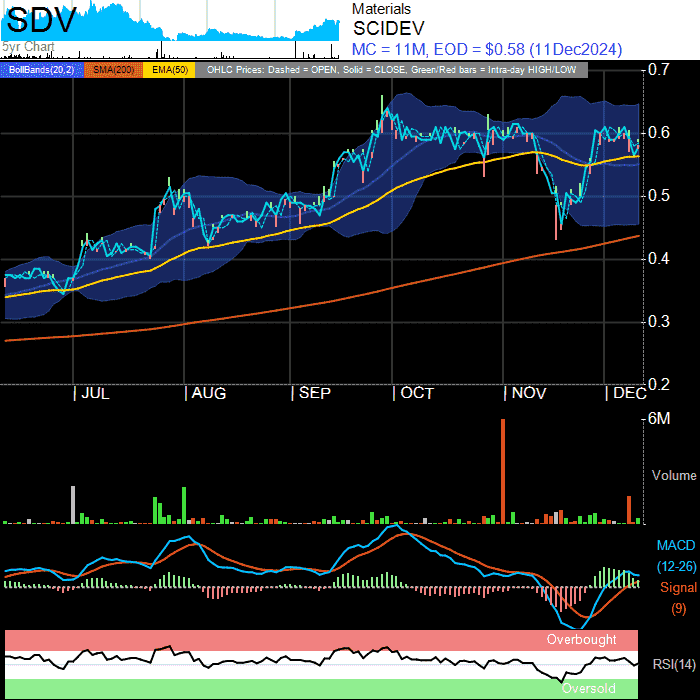 SDV
5yr Chart
Materials
SCIDEV
MC = 11M, EOD = $0.58 (11Dec2024)
BollBands(20,2) SMA(200) EMA(50) OHLC Prices: Dashed = OPEN, Solid = CLOSE, Green/Red bars = Intra-day HIGH/LOW
0.7
0.6
0.5
0.4
0.3
0.2
JUL AUG SEP OCT NOV DEC
6M
Volume
MACD
(12-26)
Signal
(9)
Overbought
RSI(14)
Oversold